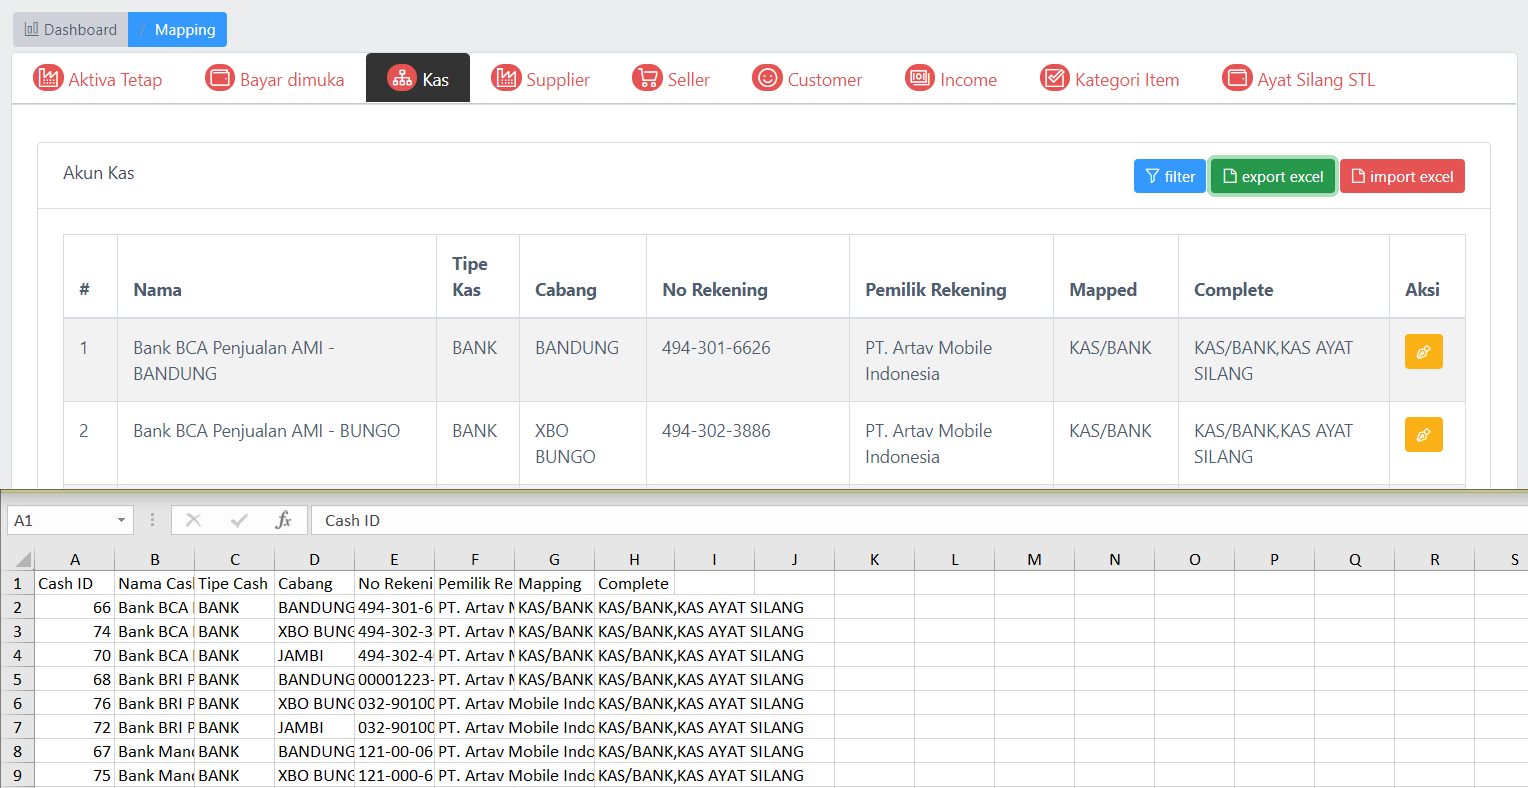 Dashboard / Mapping
Aktiva Tetap Bayar dimuka Kas Supplier Seller Customer Income Kategori Item Ayat Silang STL
Akun Kas filter export excel import excel
# Nama Tipe Kas Cabang No Rekening Pemilik Rekening Mapped Complete Aksi
1 Bank BCA Penjualan AMI - BANDUNG BANK BANDUNG 494-301-6626 PT. Artav Mobile Indonesia KAS/BANK KAS/BANK,KAS AYAT SILANG
2 Bank BCA Penjualan AMI - BUNGO BANK XBO BUNGO 494-302-3886 PT. Artav Mobile Indonesia KAS/BANK KAS/BANK,KAS AYAT SILANG
A1 fx Cash ID
A B C D E F G H I J K L M N O P Q R S
1 Cash ID Nama Cas Tipe Cash Cabang No Rekeni Pemilik Re Mapping Complete
2 66 Bank BCA BANK BANDUNG 494-301-6 PT. Artav M KAS/BANK KAS/BANK,KAS AYAT SILANG
3 74 Bank BCA BANK XBO BUNG 494-302-3 PT. Artav M KAS/BANK KAS/BANK,KAS AYAT SILANG
4 70 Bank BCA BANK JAMBI 494-302-4 PT. Artav M KAS/BANK KAS/BANK,KAS AYAT SILANG
5 68 Bank BRI P BANK BANDUNG 00001223- PT. Artav M KAS/BANK KAS/BANK,KAS AYAT SILANG
6 76 Bank BRI P BANK XBO BUNG 032-90100 PT. Artav Mobile Indo KAS/BANK,KAS AYAT SILANG
7 72 Bank BRI P BANK JAMBI 032-90100 PT. Artav Mobile Indo KAS/BANK,KAS AYAT SILANG
8 67 Bank Mand BANK BANDUNG 121-00-06 PT. Artav Mobile Indo KAS/BANK,KAS AYAT SILANG
9 75 Bank Mand BANK XBO BUNG 121-000-6 PT. Artav Mobile Indo KAS/BANK,KAS AYAT SILANG